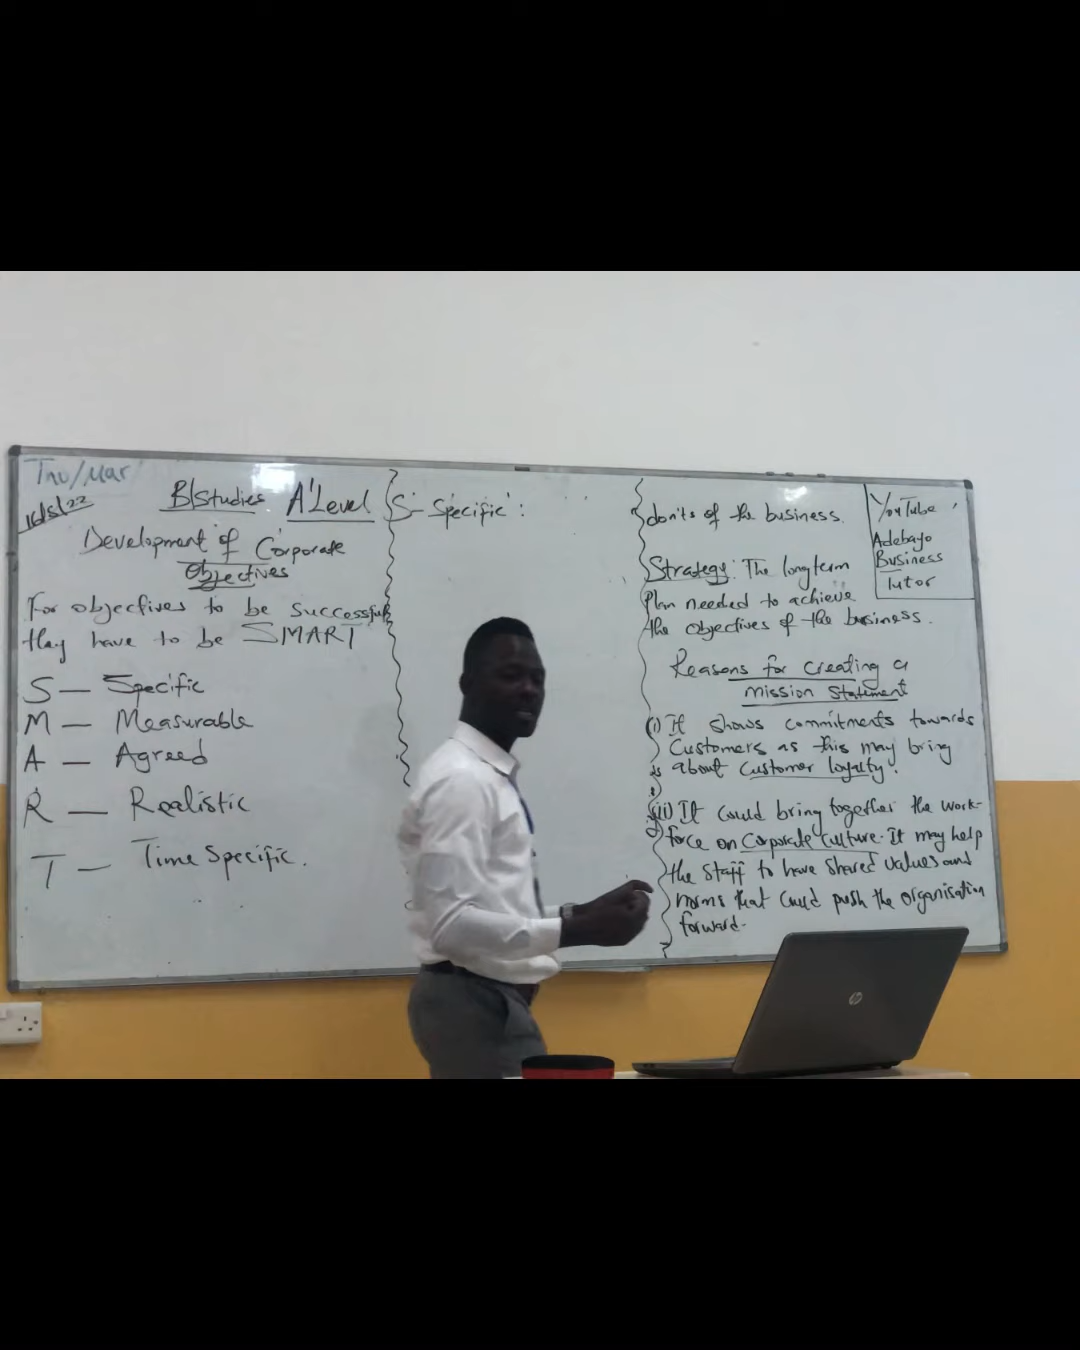 B/Studies A'Level
16/5/22
Development of Corporate
Objectives
For objectives to be successful
they have to be SMART
S — Specific
M — Measurable
A — Agreed
R — Realistic
T — Time Specific.
S - Specific:
don'ts of the business.
Strategy: The long term
Plan needed to achieve
the objectives of the business.
Reasons for creating a
mission statement
(i) It shows commitments towards
Customers as this may bring
about Customer loyalty.
(ii) It could bring together the work-
force on Corporate Culture. It may help
the staff to have shared values and
norms that could push the organisation
forward.
YouTube
Adebayo
Business
Tutor
hp